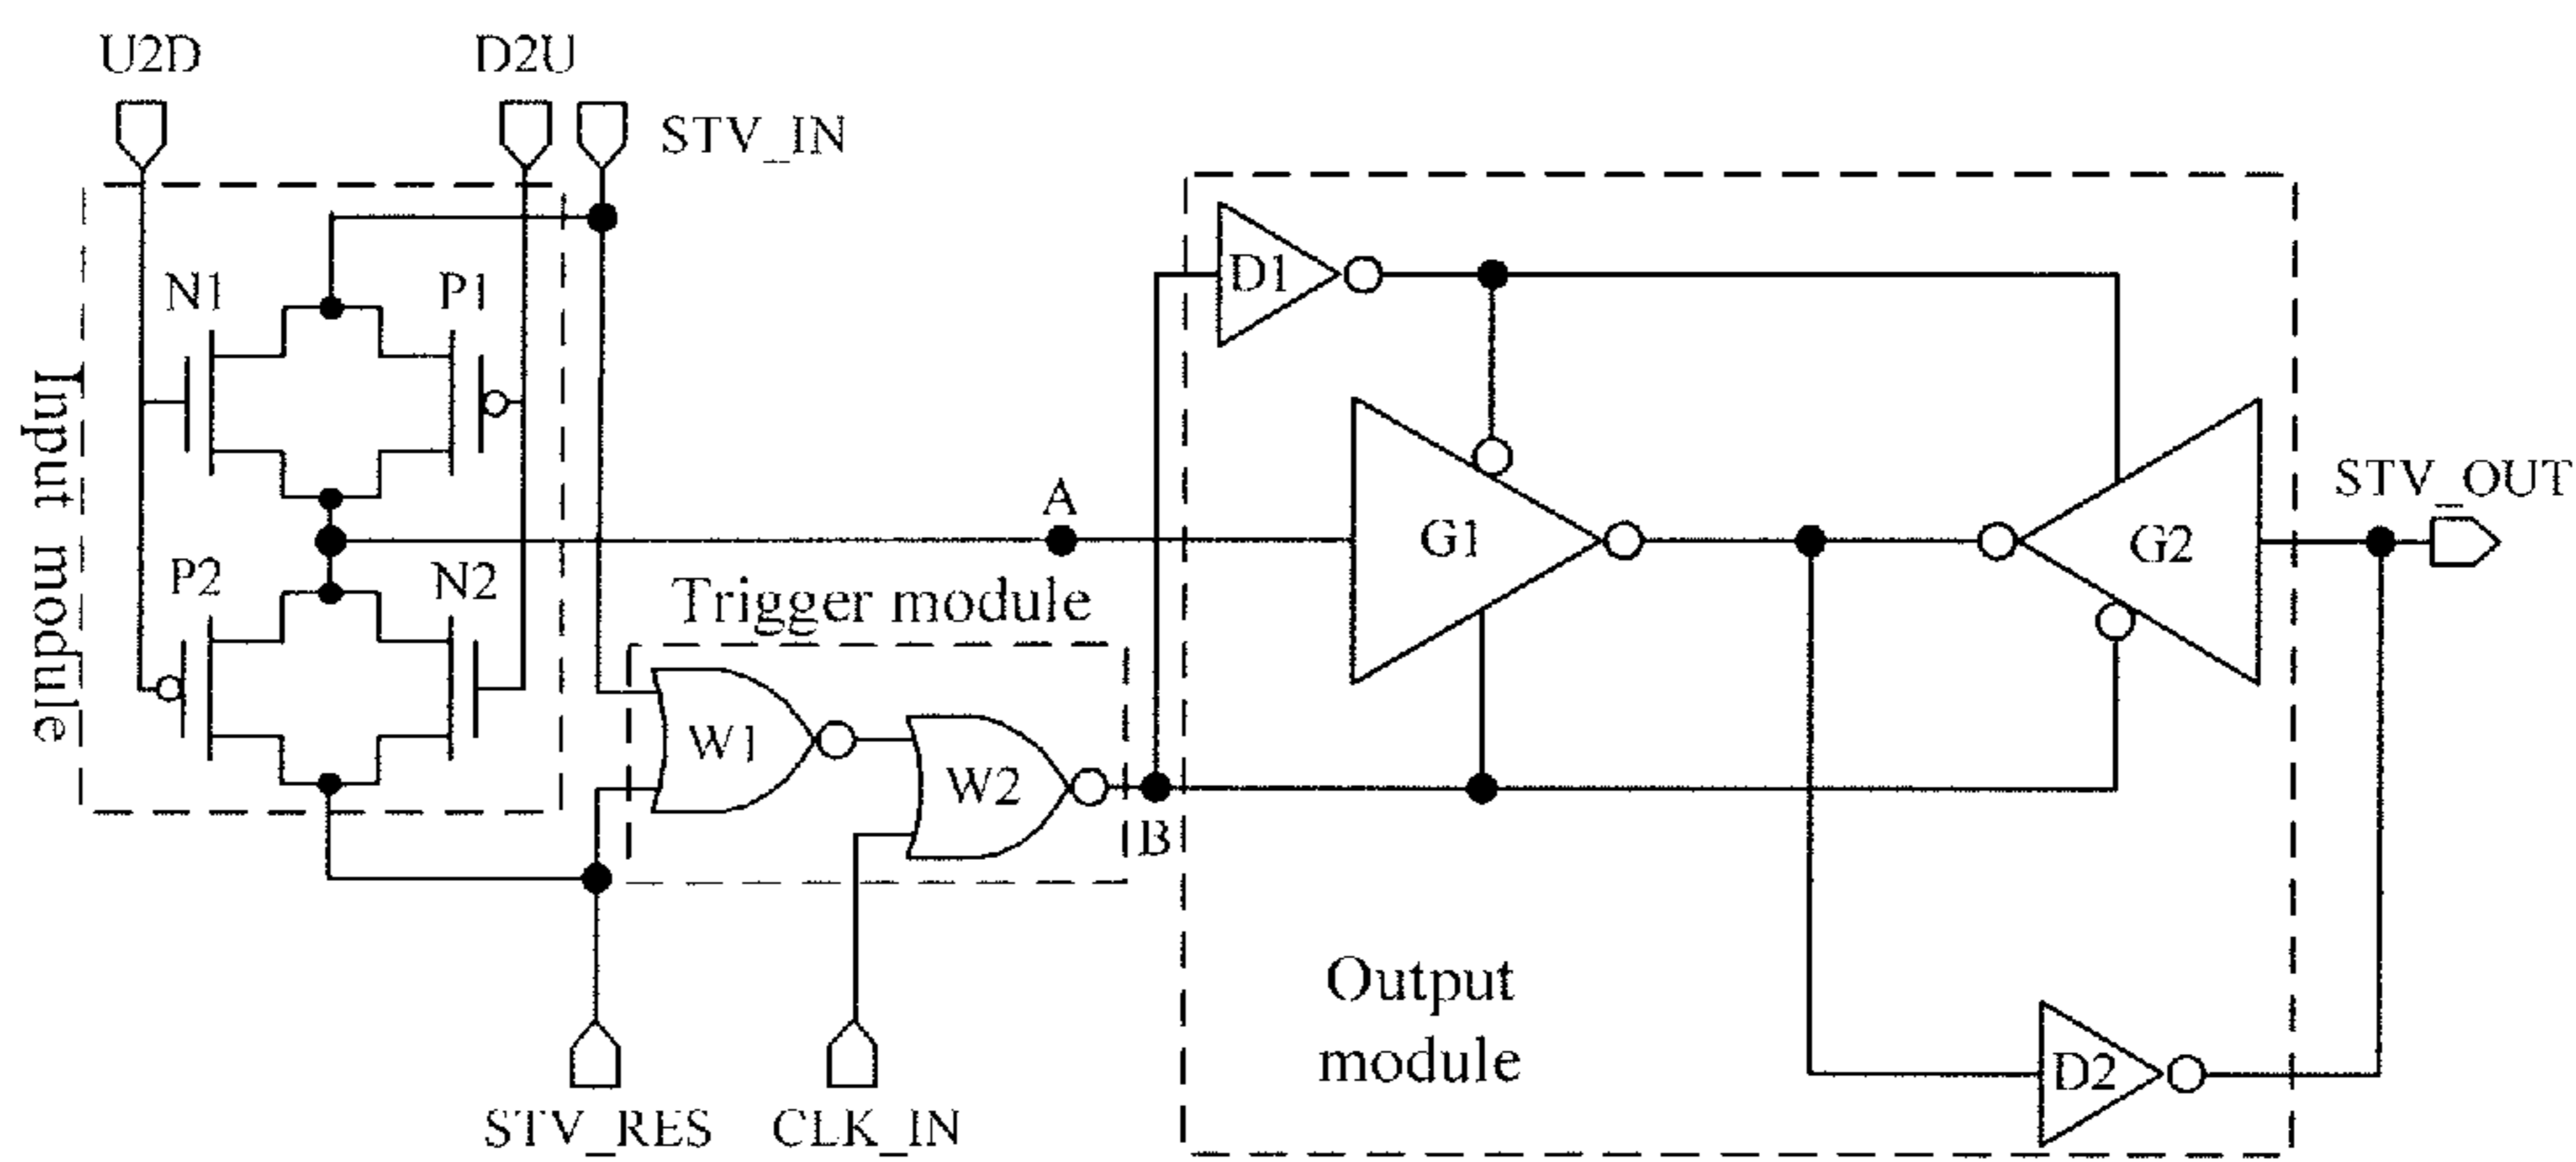 U2D
D2U
STV_IN
N1
P1
D1
Input module
A
G1
G2
STV_OUT
P2
N2
Trigger module
W1
W2
B
Output
module
D2
STV_RES
CLK_IN